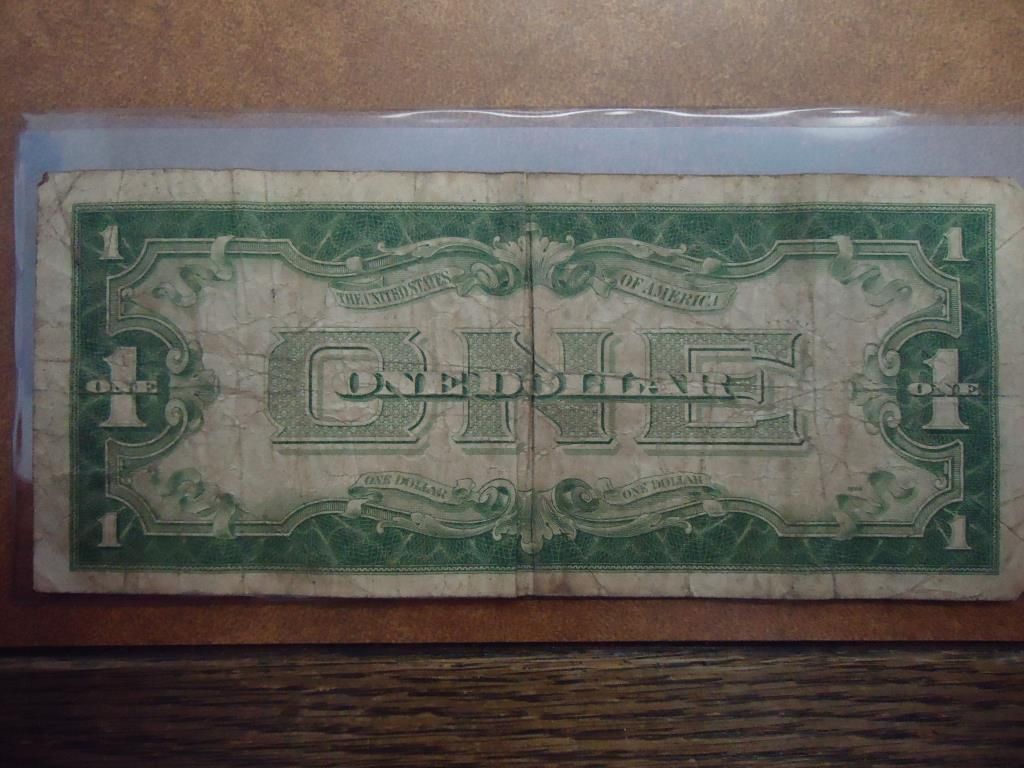 1 1
THE UNITED STATES OF AMERICA
ONE
ONE DOLLAR
1 ONE 1 ONE
ONE DOLLAR ONE DOLLAR
1 1